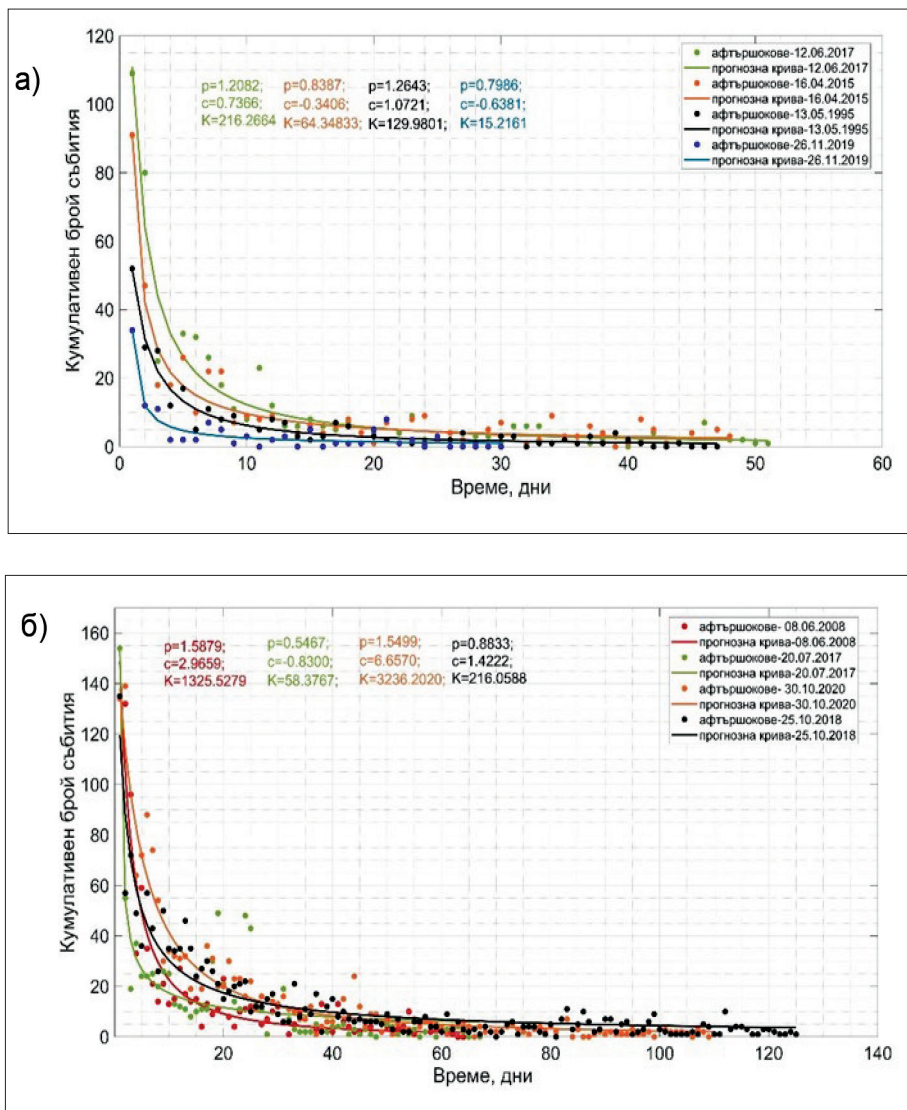 а)
120
100
80
60
40
20
0
Кумулативен брой събития
p=1.2082; p=0.8387; p=1.2643; p=0.7986;
c=0.7366; c=-0.3406; c=1.0721; c=-0.6381;
K=216.2664 K=64.34833; K=129.9801; K=15.2161
афтършокове-12.06.2017
прогнозна крива-12.06.2017
афтършокове-16.04.2015
прогнозна крива-16.04.2015
афтършокове-13.05.1995
прогнозна крива-13.05.1995
афтършокове-26.11.2019
прогнозна крива-26.11.2019
0 10 20 30 40 50 60
Време, дни
б)
160
140
120
100
80
60
40
20
0
Кумулативен брой събития
p=1.5879; p=0.5467; p=1.5499; p=0.8833;
c=2.9659; c=-0.8300; c=6.6570; c=1.4222;
K=1325.5279 K=58.3767; K=3236.2020; K=216.0588
афтършокове- 08.06.2008
прогнозна крива-08.06.2008
афтършокове-20.07.2017
прогнозна крива-20.07.2017
афтършокове- 30.10.2020
прогнозна крива-30.10.2020
афтършокове-25.10.2018
прогнозна крива-25.10.2018
20 40 60 80 100 120 140
Време, дни